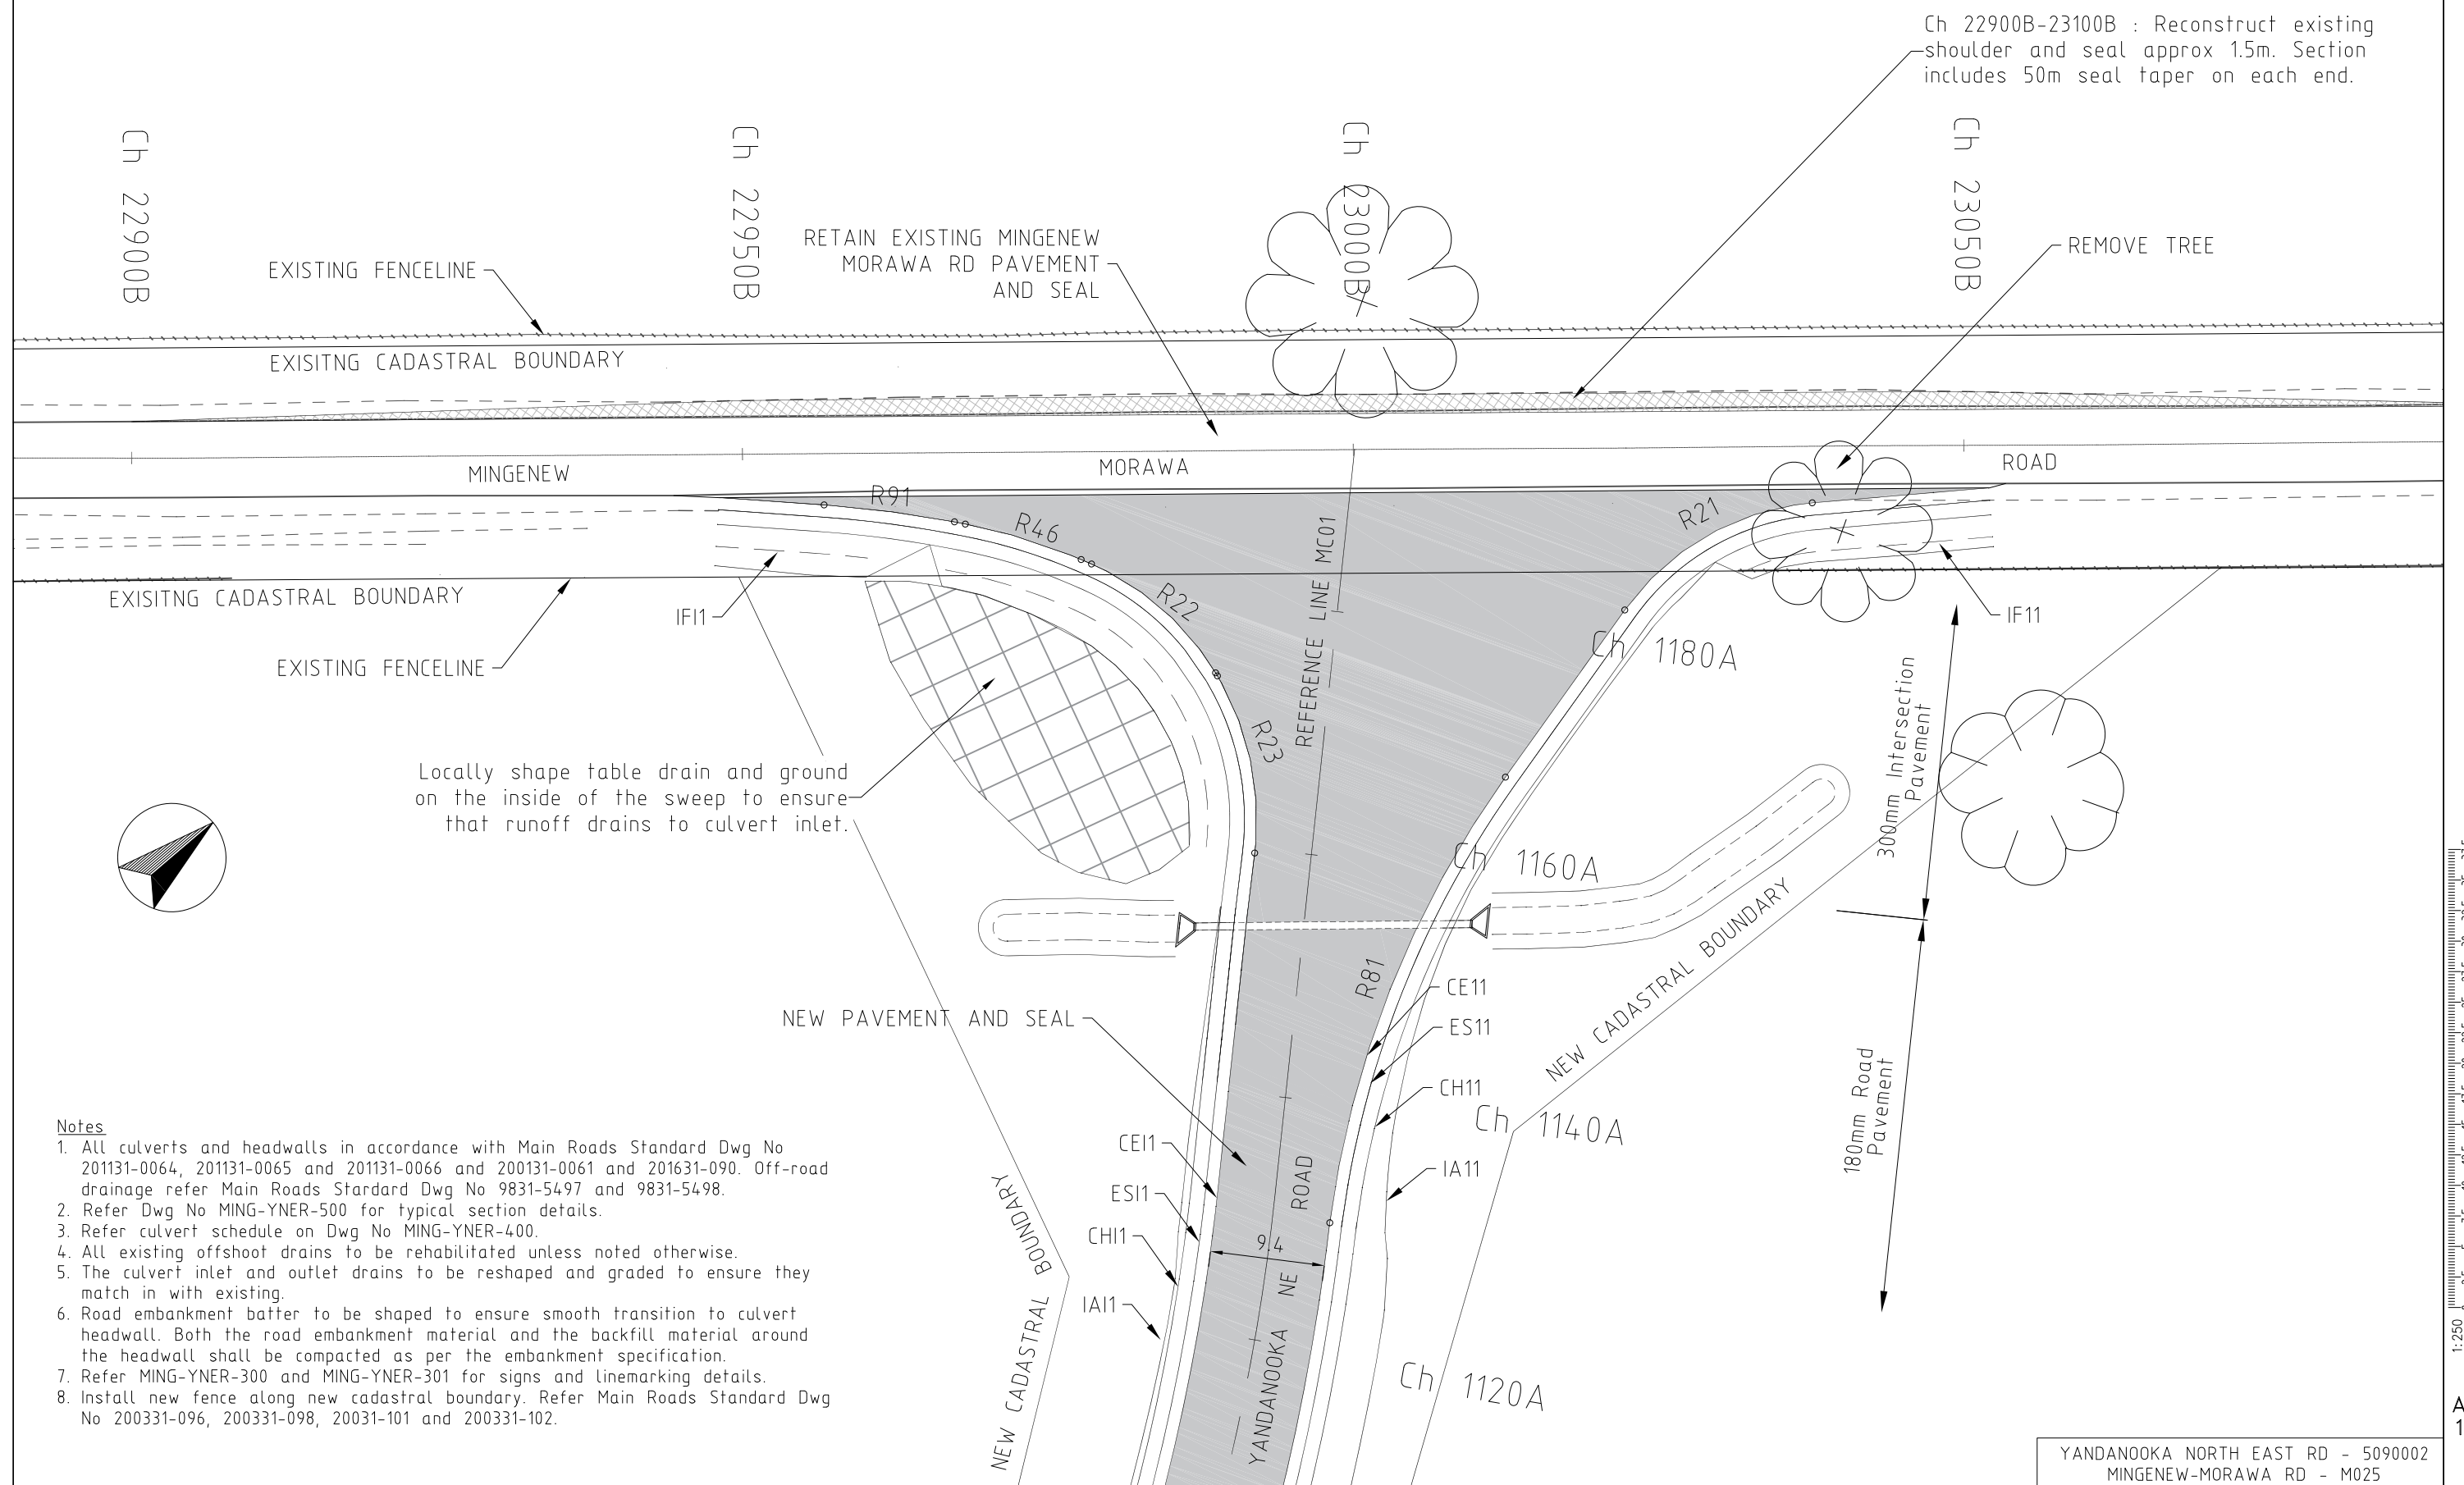 Ch 22900B-23100B : Reconstruct existing
shoulder and seal approx 1.5m. Section
includes 50m seal taper on each end.
Ch 22900B
Ch 22950B
Ch 23000B
Ch 23050B
RETAIN EXISTING MINGENEW
MORAWA RD PAVEMENT
AND SEAL
EXISTING FENCELINE
REMOVE TREE
EXISITNG CADASTRAL BOUNDARY
MINGENEW
MORAWA
ROAD
R91
R46
R21
R22
R23
R81
REFERENCE LINE MC01
EXISITNG CADASTRAL BOUNDARY
IFI1
IF11
EXISTING FENCELINE
Ch 1180A
300mm Intersection
Pavement
Locally shape table drain and ground
on the inside of the sweep to ensure
that runoff drains to culvert inlet.
Ch 1160A
NEW CADASTRAL BOUNDARY
CE11
ES11
NEW PAVEMENT AND SEAL
CH11
Ch 1140A
180mm Road
Pavement
CEI1
IA11
ESI1
CHI1
9.4
IAI1
YANDANOOKA NE ROAD
NEW CADASTRAL BOUNDARY
Ch 1120A
Notes
1. All culverts and headwalls in accordance with Main Roads Standard Dwg No
201131-0064, 201131-0065 and 201131-0066 and 200131-0061 and 201631-090. Off-road
drainage refer Main Roads Stardard Dwg No 9831-5497 and 9831-5498.
2. Refer Dwg No MING-YNER-500 for typical section details.
3. Refer culvert schedule on Dwg No MING-YNER-400.
4. All existing offshoot drains to be rehabilitated unless noted otherwise.
5. The culvert inlet and outlet drains to be reshaped and graded to ensure they
match in with existing.
6. Road embankment batter to be shaped to ensure smooth transition to culvert
headwall. Both the road embankment material and the backfill material around
the headwall shall be compacted as per the embankment specification.
7. Refer MING-YNER-300 and MING-YNER-301 for signs and linemarking details.
8. Install new fence along new cadastral boundary. Refer Main Roads Standard Dwg
No 200331-096, 200331-098, 20031-101 and 200331-102.
1:250
YANDANOOKA NORTH EAST RD - 5090002
MINGENEW-MORAWA RD - M025